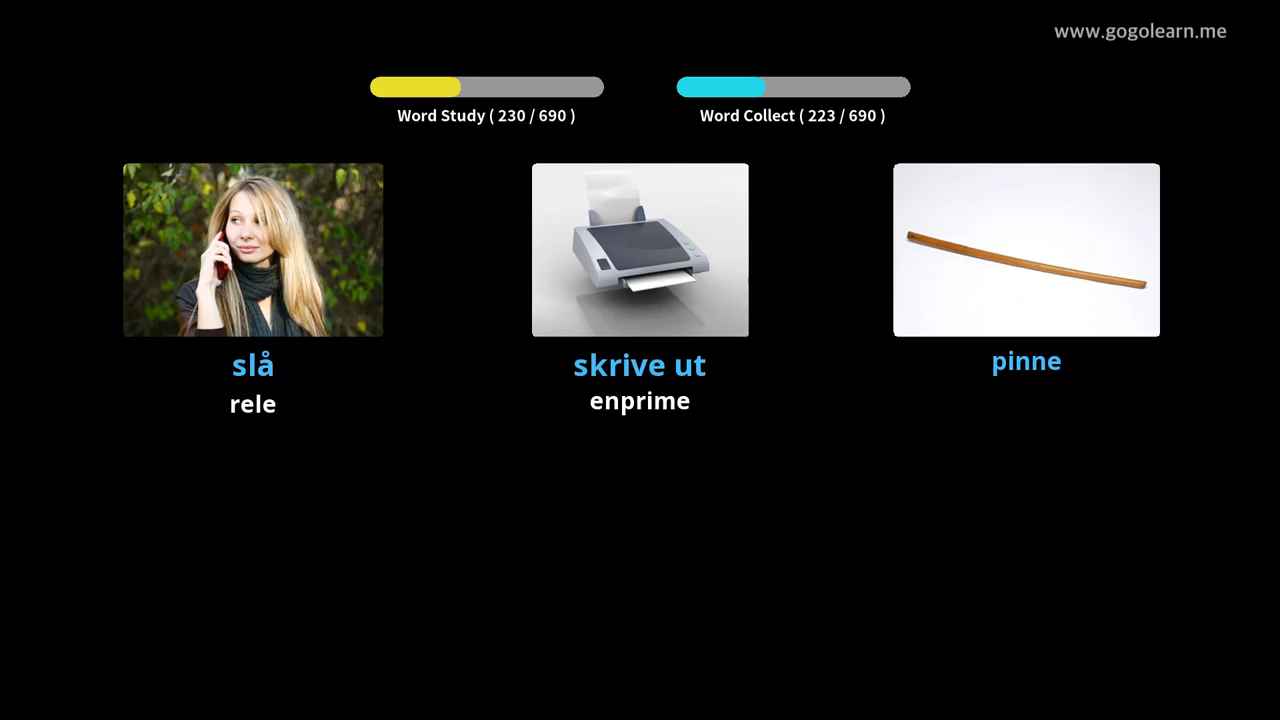 www.gogolearn.me
Word Study ( 230 / 690 )
Word Collect ( 223 / 690 )
slå
rele
skrive ut
enprime
pinne